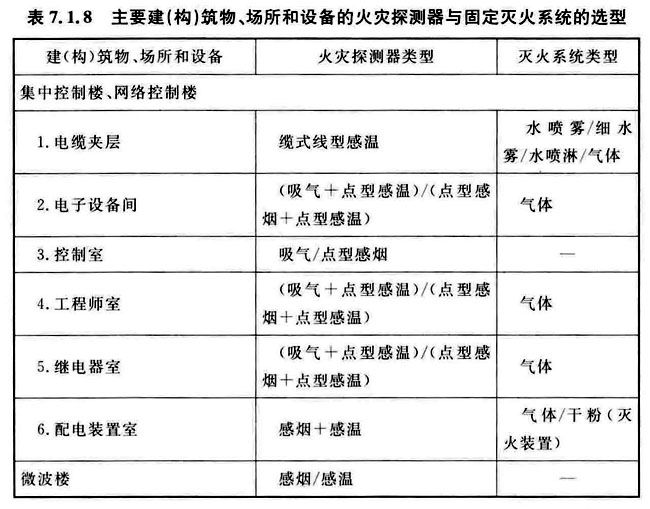 表 7.1.8 主要建(构)筑物、场所和设备的火灾探测器与固定灭火系统的选型
建(构)筑物、场所和设备 火灾探测器类型 灭火系统类型
集中控制楼、网络控制楼
1.电缆夹层 缆式线型感温 水喷雾/细水
雾/水喷淋/气体
2.电子设备间 (吸气+点型感温)/(点型感
烟+点型感温) 气体
3.控制室 吸气/点型感烟 —
4.工程师室 (吸气+点型感温)/(点型感
烟+点型感温) 气体
5.继电器室 (吸气+点型感温)/(点型感
烟+点型感温) 气体
6.配电装置室 感烟+感温 气体/干粉(灭
火装置)
微波楼 感烟/感温 —